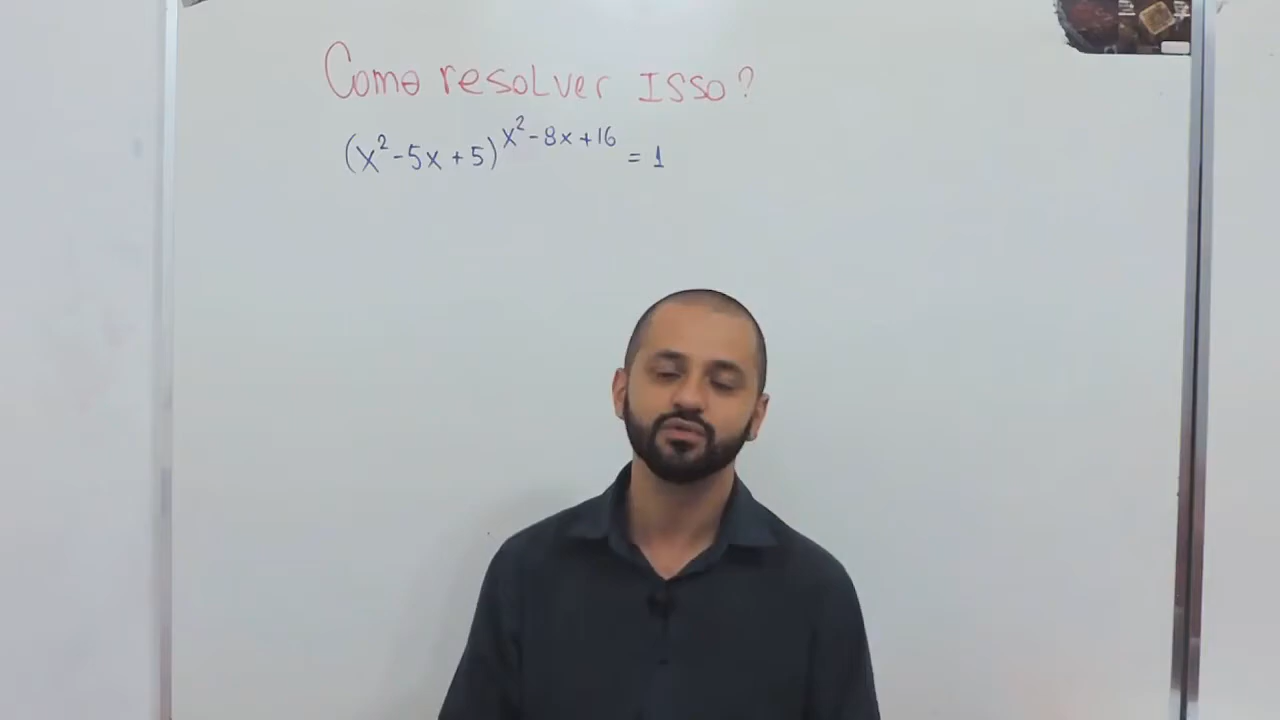 Como resolver Isso?
(x²-5x+5)^(x²-8x+16) = 1